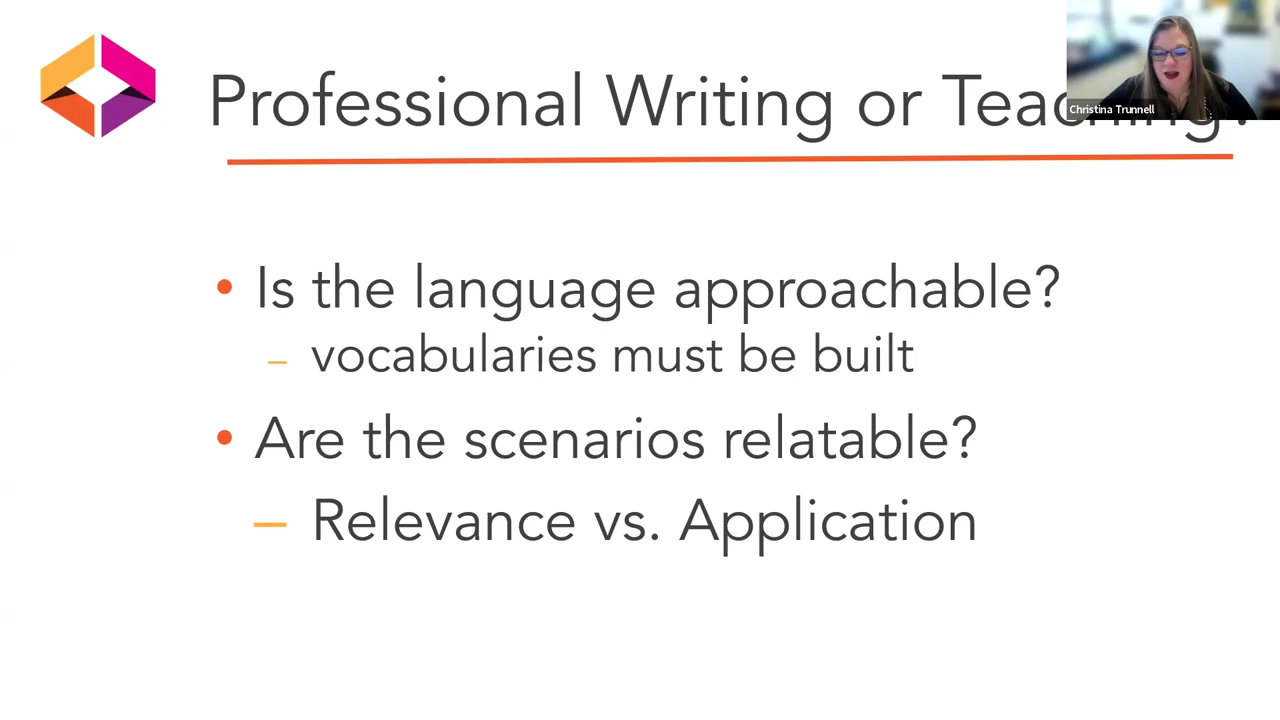 Professional Writing or Teaching?
Christina Trunnell
• Is the language approachable?
– vocabularies must be built
• Are the scenarios relatable?
– Relevance vs. Application